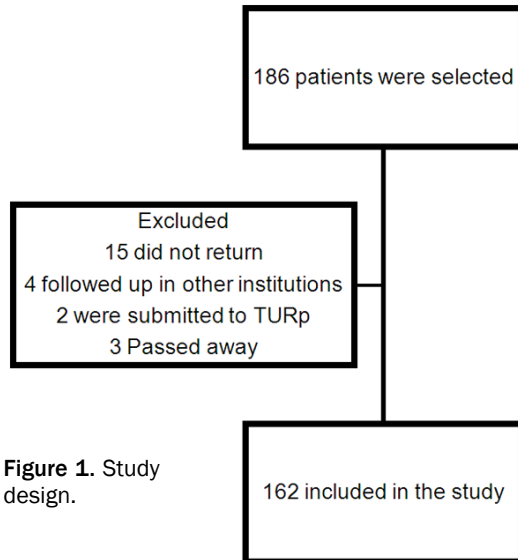 186 patients were selected
Excluded
15 did not return
4 followed up in other institutions
2 were submitted to TURp
3 Passed away
162 included in the study
Figure 1. Study
design.